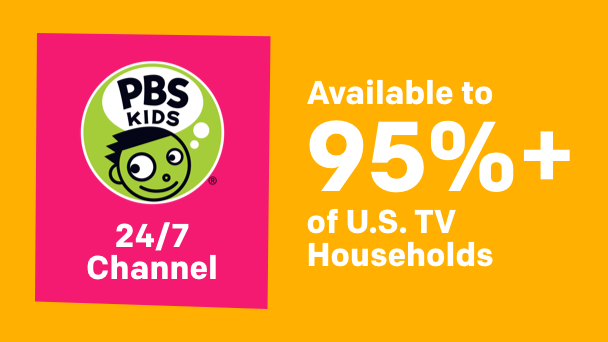 PBS
KIDS
®
24/7
Channel
Available to
95%+
of U.S. TV
Households